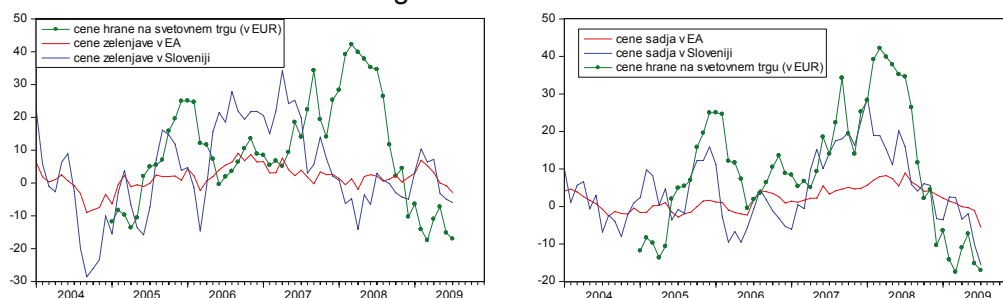 50
40
30
20
10
0
-10
-20
-30
cene hrane na svetovnem trgu (v EUR)
cene zelenjave v EA
cene zelenjave v Sloveniji
2004 2005 2006 2007 2008 2009
50
40
30
20
10
0
-10
-20
cene sadja v EA
cene sadja v Sloveniji
cene hrane na svetovnem trgu (v EUR)
2004 2005 2006 2007 2008 2009